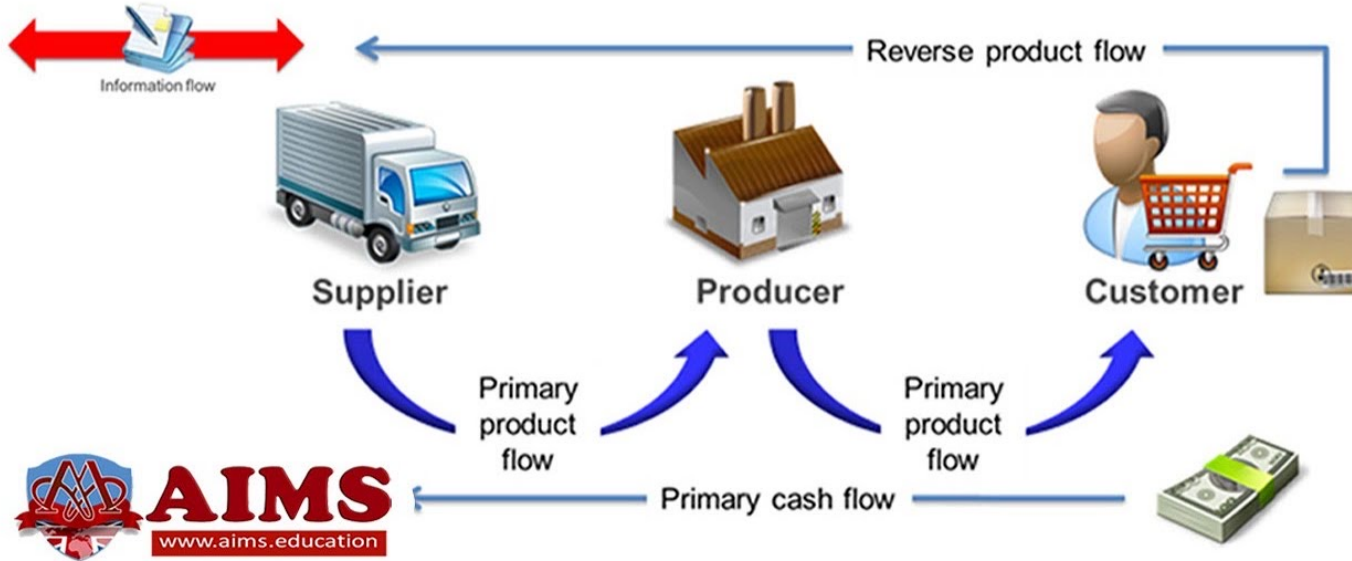 Reverse product flow
Information flow
Supplier
Producer
Customer
Primary
product
flow
Primary
product
flow
Primary cash flow
AIMS
www.aims.education